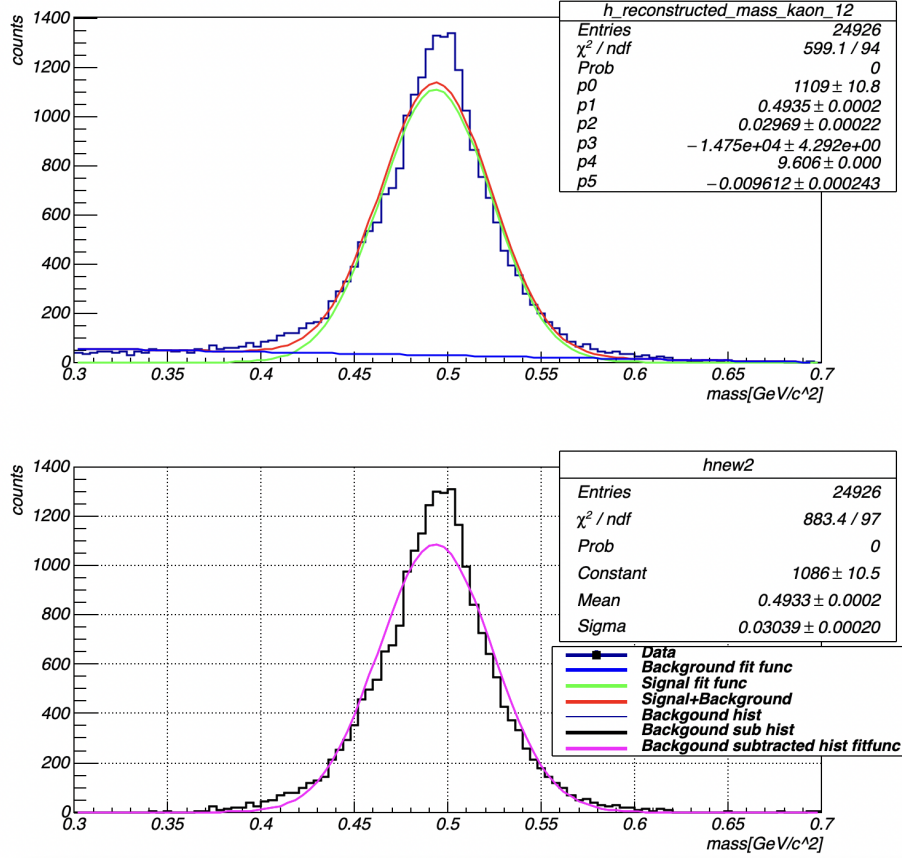 h_reconstructed_mass_kaon_12
Entries 24926
χ² / ndf 599.1 / 94
Prob 0
p0 1109 ± 10.8
p1 0.4935 ± 0.0002
p2 0.02969 ± 0.00022
p3 −1.475e+04 ± 4.292e+00
p4 9.606 ± 0.000
p5 −0.009612 ± 0.000243
counts
1400
1200
1000
800
600
400
200
0
0.3 0.35 0.4 0.45 0.5 0.55 0.6 0.65 0.7
mass[GeV/c^2]
hnew2
Entries 24926
χ² / ndf 883.4 / 97
Prob 0
Constant 1086 ± 10.5
Mean 0.4933 ± 0.0002
Sigma 0.03039 ± 0.00020
Data
Background fit func
Signal fit func
Signal+Background
Backgound hist
Backgound sub hist
Backgound subtracted hist fitfunc
counts
1400
1200
1000
800
600
400
200
0
0.3 0.35 0.4 0.45 0.5 0.55 0.6 0.65 0.7
mass[GeV/c^2]